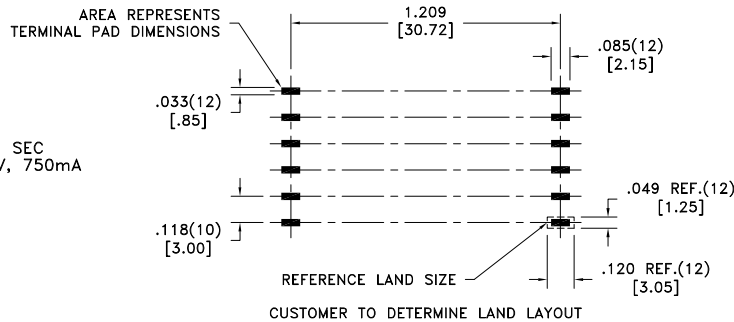 AREA REPRESENTS
TERMINAL PAD DIMENSIONS
1.209
[30.72]
.085(12)
[2.15]
.033(12)
[.85]
SEC
, 750mA
.049 REF.(12)
[1.25]
.118(10)
[3.00]
REFERENCE LAND SIZE
.120 REF.(12)
[3.05]
CUSTOMER TO DETERMINE LAND LAYOUT